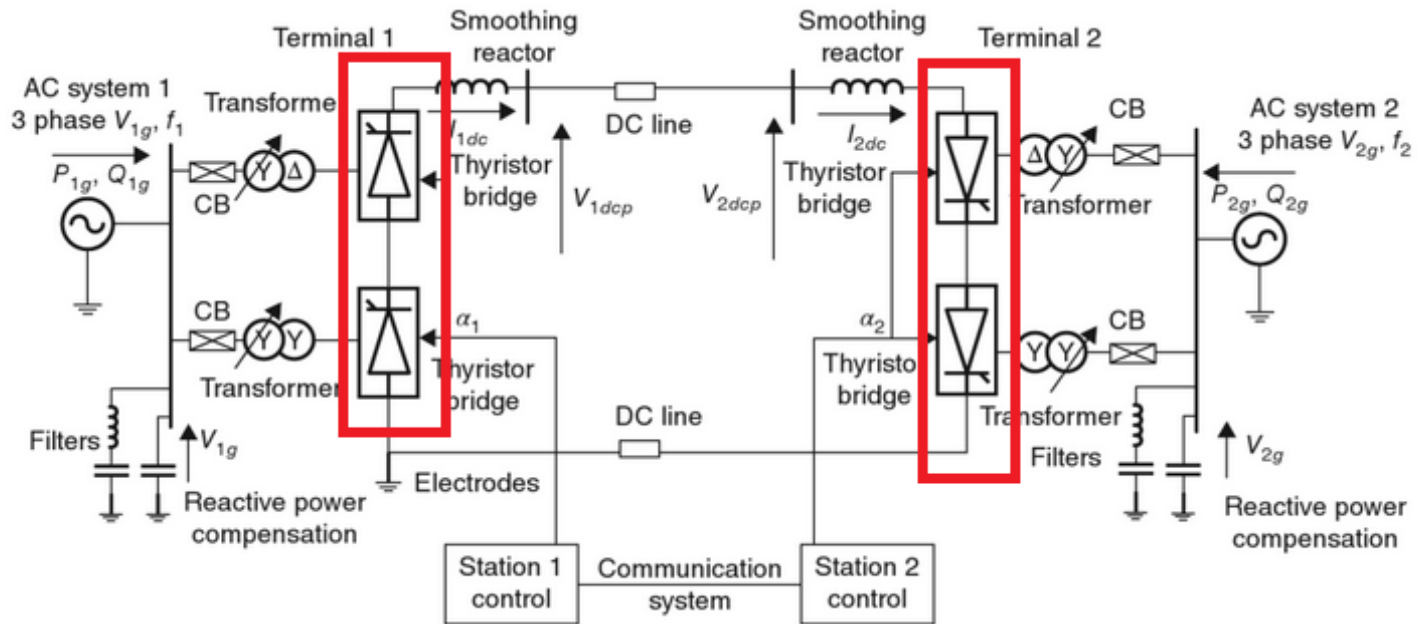 Terminal 1
Smoothing
reactor
Smoothing
reactor
Terminal 2
AC system 1
3 phase V1g, f1
Transforme
I1dc
DC line
I2dc
CB
AC system 2
3 phase V2g, f2
P1g, Q1g
CB
Y Δ
Thyristor
bridge
V1dcp
V2dcp
Thyristor
bridge
Δ Y
Transformer
P2g, Q2g
CB
Y Y
Transformer
α1
Thyristor
bridge
α2
Thyristo
bridge
Y Y
CB
Transformer
DC line
Filters
V1g
Electrodes
Filters
V2g
Reactive power
compensation
Reactive power
compensation
Station 1
control
Communication
system
Station 2
control